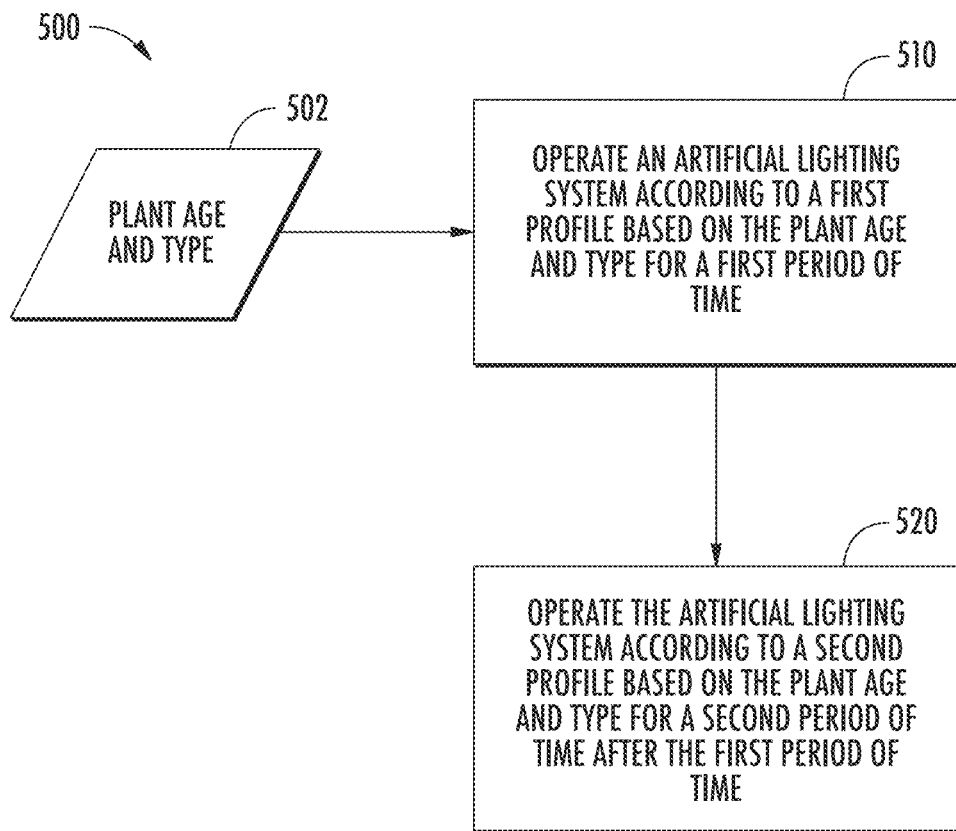 500
502
510
PLANT AGE
AND TYPE
OPERATE AN ARTIFICIAL LIGHTING
SYSTEM ACCORDING TO A FIRST
PROFILE BASED ON THE PLANT AGE
AND TYPE FOR A FIRST PERIOD OF
TIME
520
OPERATE THE ARTIFICIAL LIGHTING
SYSTEM ACCORDING TO A SECOND
PROFILE BASED ON THE PLANT AGE
AND TYPE FOR A SECOND PERIOD OF
TIME AFTER THE FIRST PERIOD OF
TIME